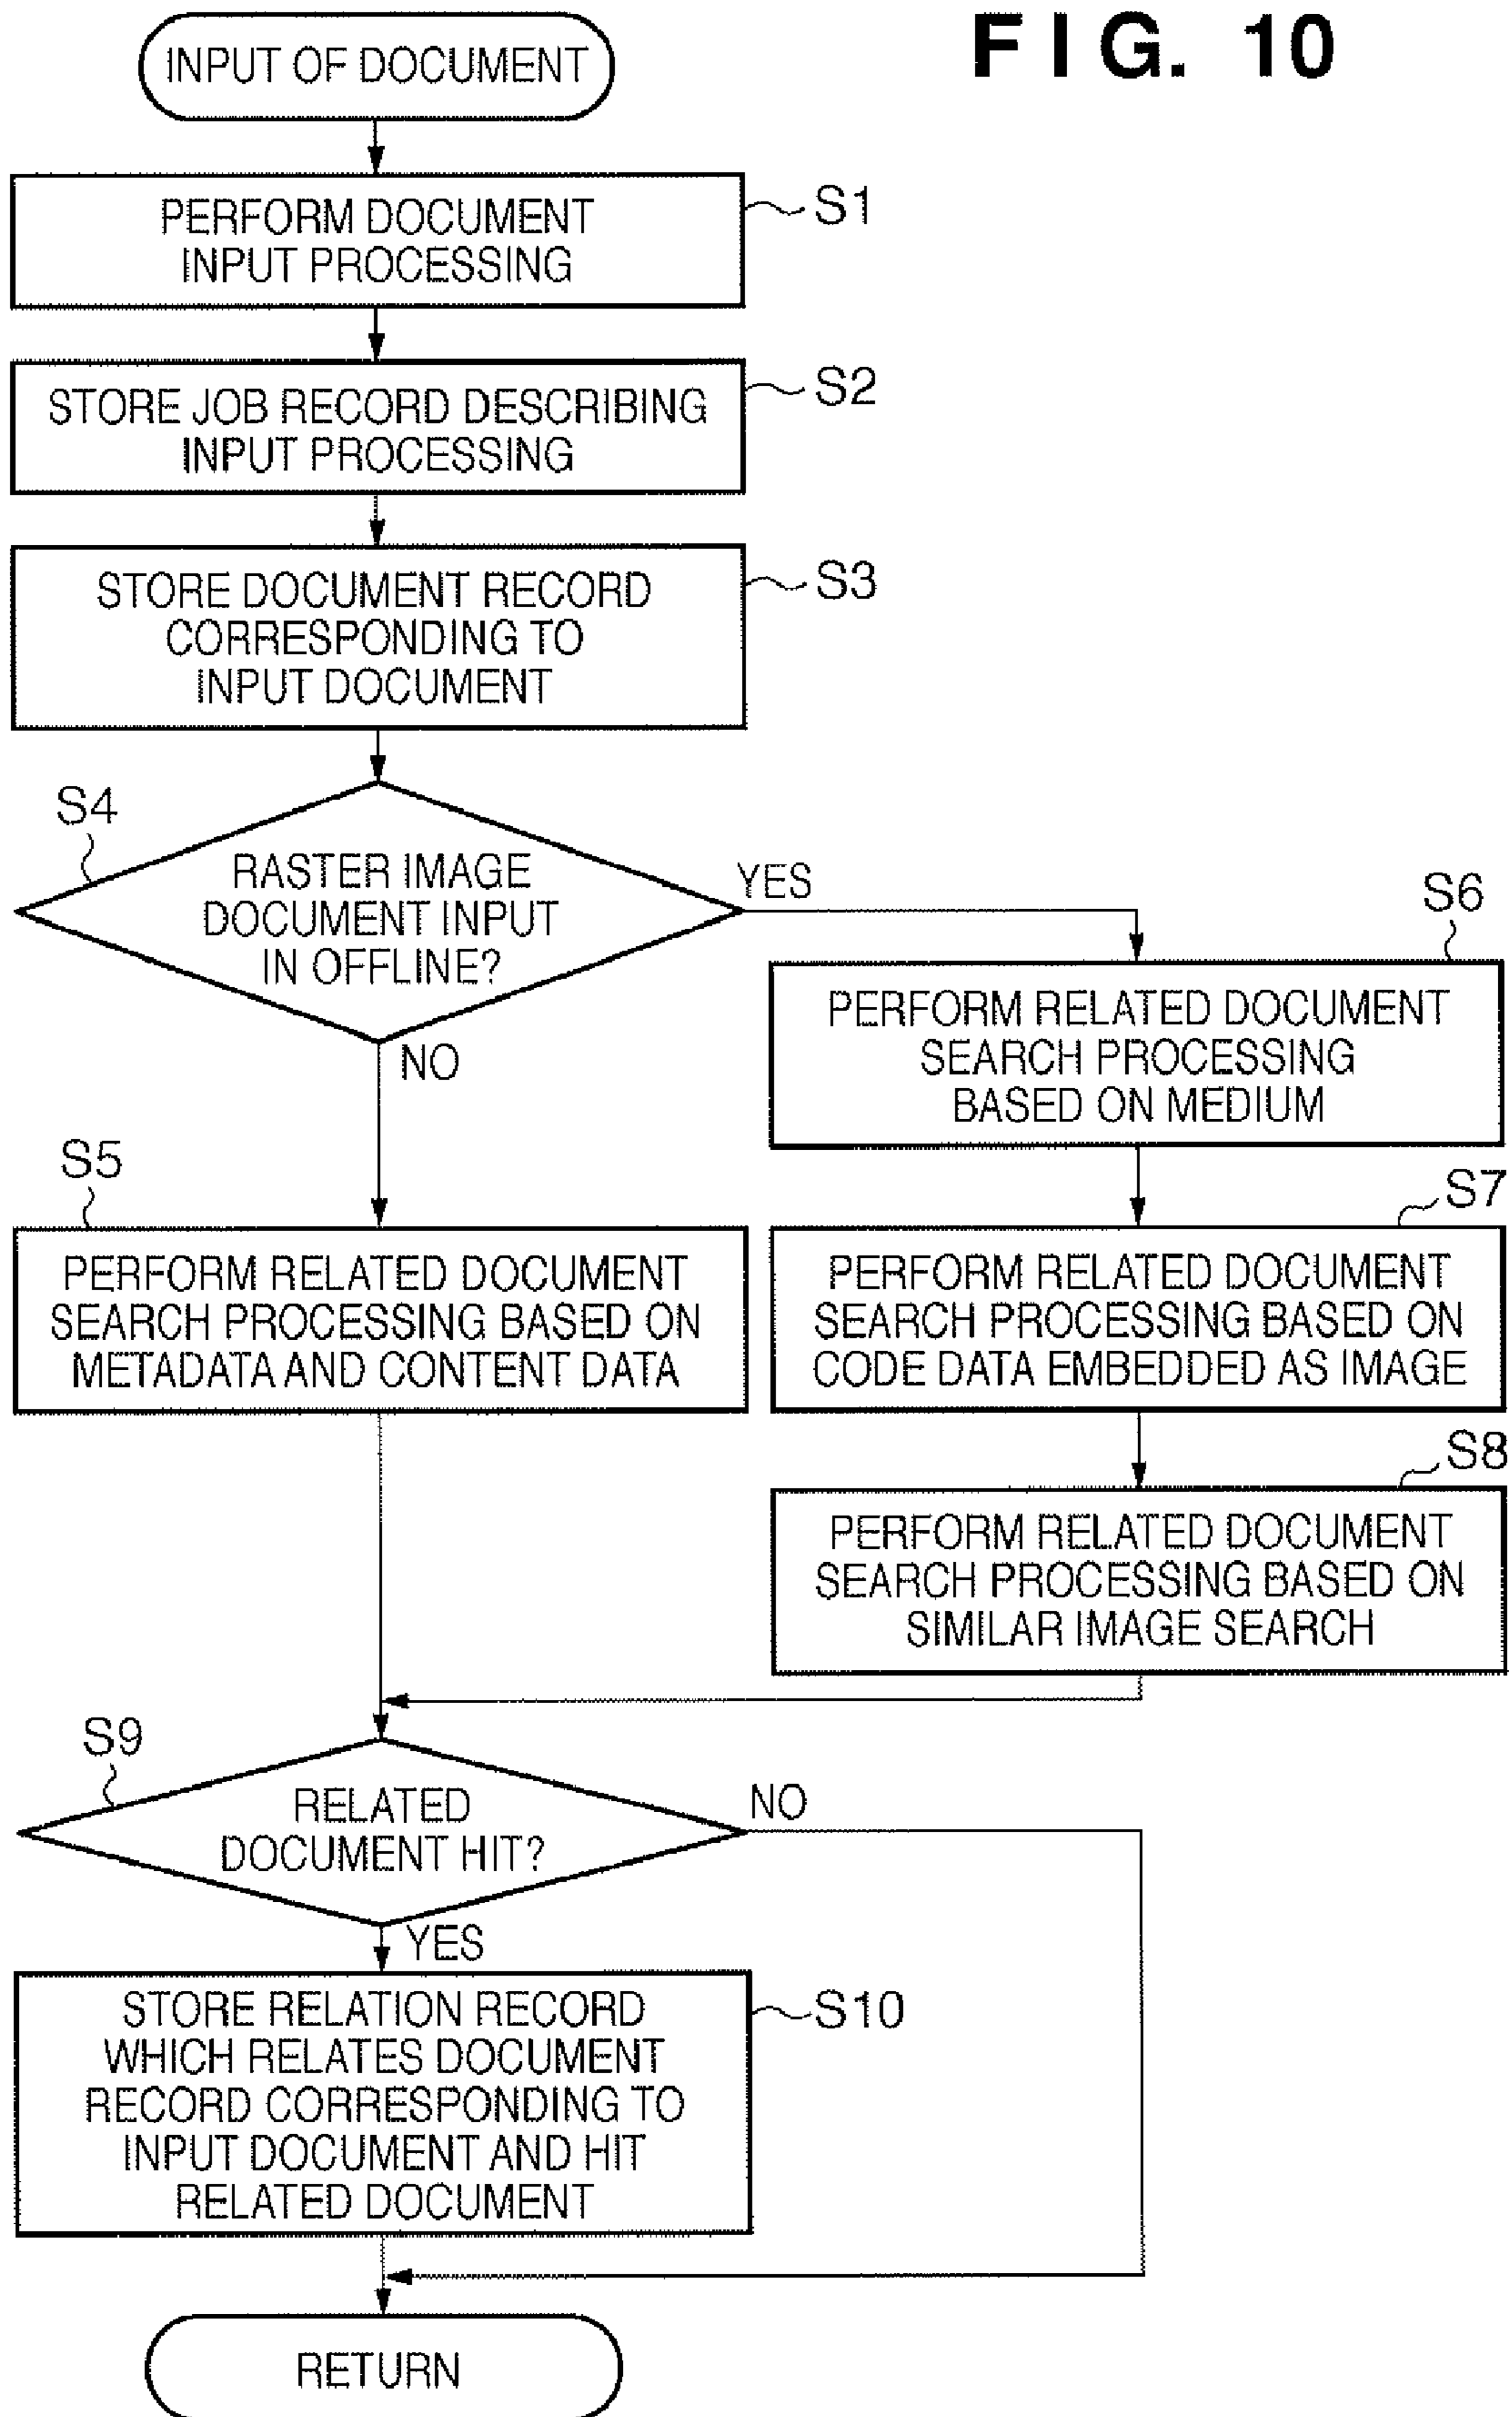 FIG. 10
INPUT OF DOCUMENT
PERFORM DOCUMENT
INPUT PROCESSING
S1
STORE JOB RECORD DESCRIBING
INPUT PROCESSING
S2
STORE DOCUMENT RECORD
CORRESPONDING TO
INPUT DOCUMENT
S3
S4
RASTER IMAGE
DOCUMENT INPUT
IN OFFLINE?
YES
NO
S6
PERFORM RELATED DOCUMENT
SEARCH PROCESSING
BASED ON MEDIUM
S5
PERFORM RELATED DOCUMENT
SEARCH PROCESSING BASED ON
METADATA AND CONTENT DATA
S7
PERFORM RELATED DOCUMENT
SEARCH PROCESSING BASED ON
CODE DATA EMBEDDED AS IMAGE
S8
PERFORM RELATED DOCUMENT
SEARCH PROCESSING BASED ON
SIMILAR IMAGE SEARCH
S9
RELATED
DOCUMENT HIT?
NO
YES
STORE RELATION RECORD
WHICH RELATES DOCUMENT
RECORD CORRESPONDING TO
INPUT DOCUMENT AND HIT
RELATED DOCUMENT
S10
RETURN